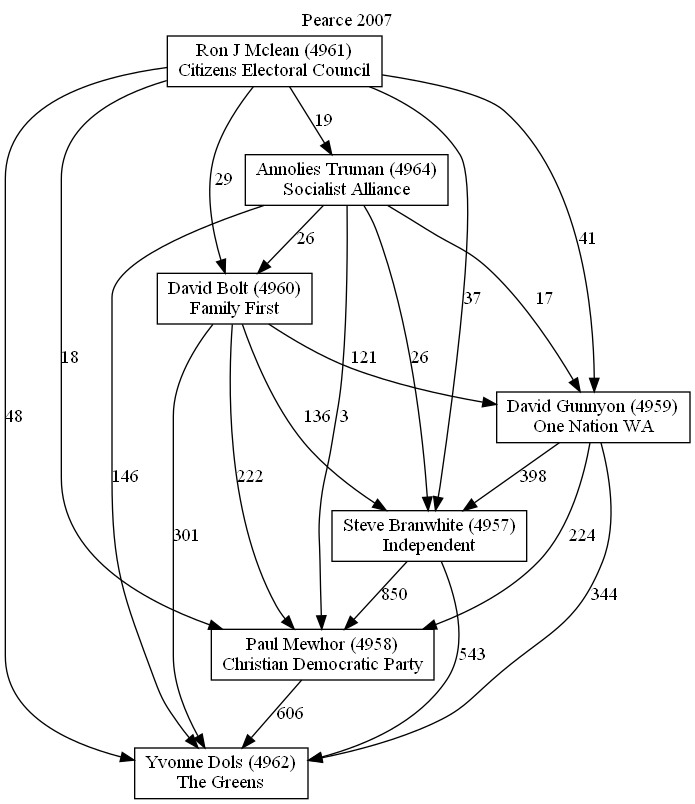 Pearce 2007
Ron J Mclean (4961)
Citizens Electoral Council
19
Annolies Truman (4964)
Socialist Alliance
29
26
41
David Bolt (4960)
Family First
37
17
18
121
26
48
136
3
David Gunnyon (4959)
One Nation WA
146
222
398
Steve Branwhite (4957)
Independent
301
224
850
344
Paul Mewhor (4958)
Christian Democratic Party
543
606
Yvonne Dols (4962)
The Greens